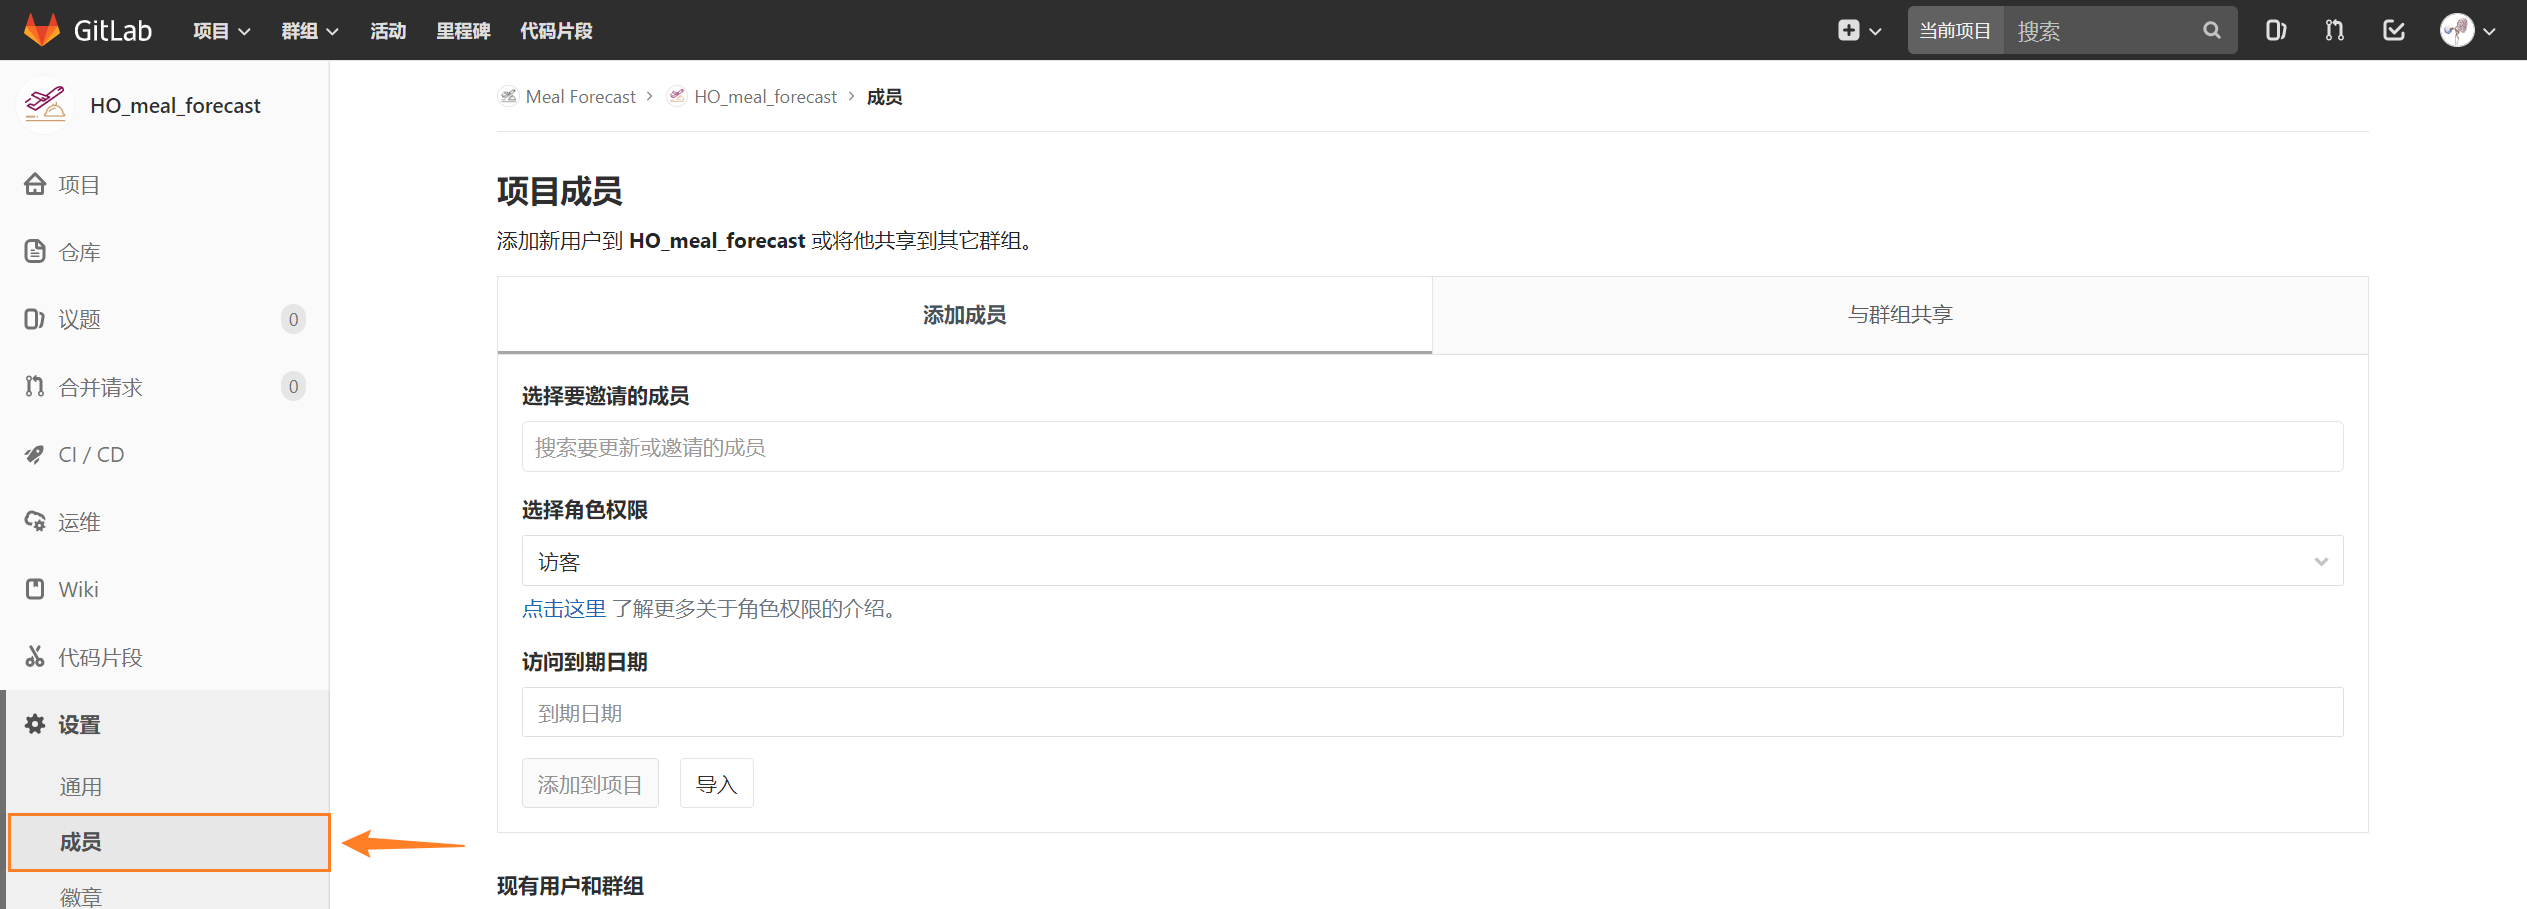 GitLab 项目 群组 活动 里程碑 代码片段 当前项目 搜索
HO_meal_forecast
项目
仓库
议题 0
合并请求 0
CI / CD
运维
Wiki
代码片段
设置
通用
成员
徽章
Meal Forecast › HO_meal_forecast › 成员
项目成员
添加新用户到 HO_meal_forecast 或将他共享到其它群组。
添加成员 与群组共享
选择要邀请的成员
搜索要更新或邀请的成员
选择角色权限
访客
点击这里 了解更多关于角色权限的介绍。
访问到期日期
到期日期
添加到项目 导入
现有用户和群组